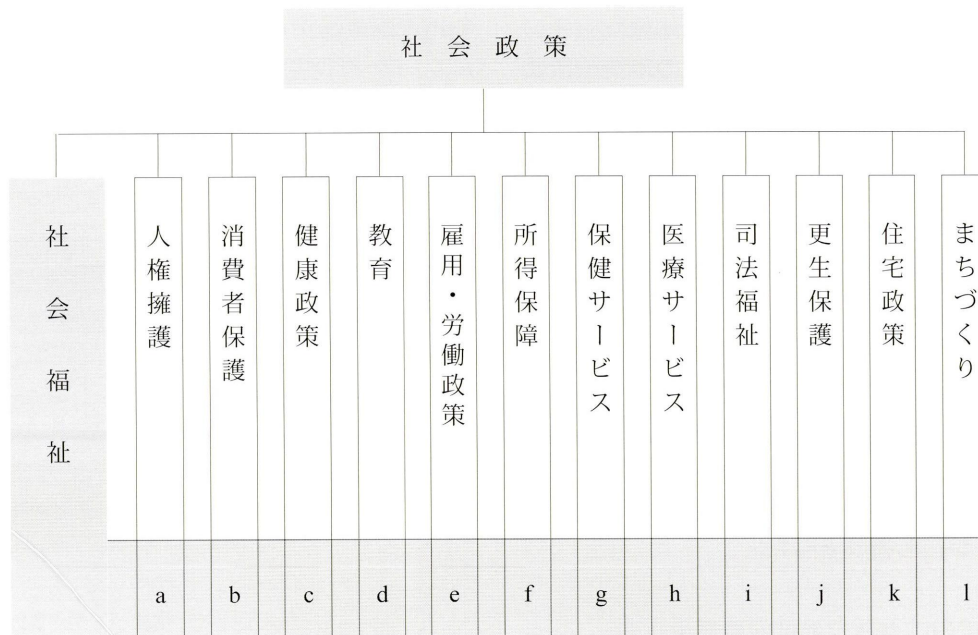 社会政策
社会福祉
人権擁護
消費者保護
健康政策
教育
雇用・労働政策
所得保障
保健サービス
医療サービス
司法福祉
更生保護
住宅政策
まちづくり
a
b
c
d
e
f
g
h
i
j
k
l